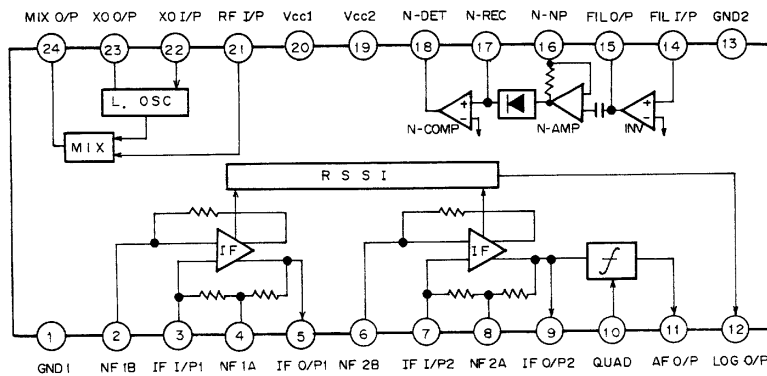 MIX O/P XO O/P XO I/P RF I/P Vcc1 Vcc2 N-DET N-REC N-NP FIL O/P FIL I/P GND2
24 23 22 21 20 19 18 17 16 15 14 13
L. OSC
MIX
N-COMP N-AMP INV
RSSI
IF IF
1 2 3 4 5 6 7 8 9 10 11 12
GND1 NF1B IF I/P1 NF1A IF O/P1 NF2B IF I/P2 NF2A IF O/P2 QUAD AF O/P LOG O/P